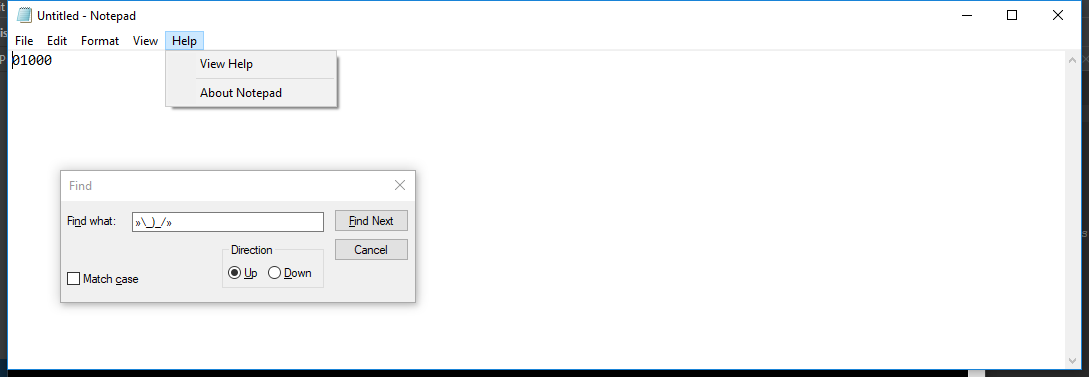 Untitled - Notepad
File Edit Format View Help
01000
View Help
About Notepad
Find
Find what: »\_)_/» Find Next
Direction Cancel
Match case Up Down